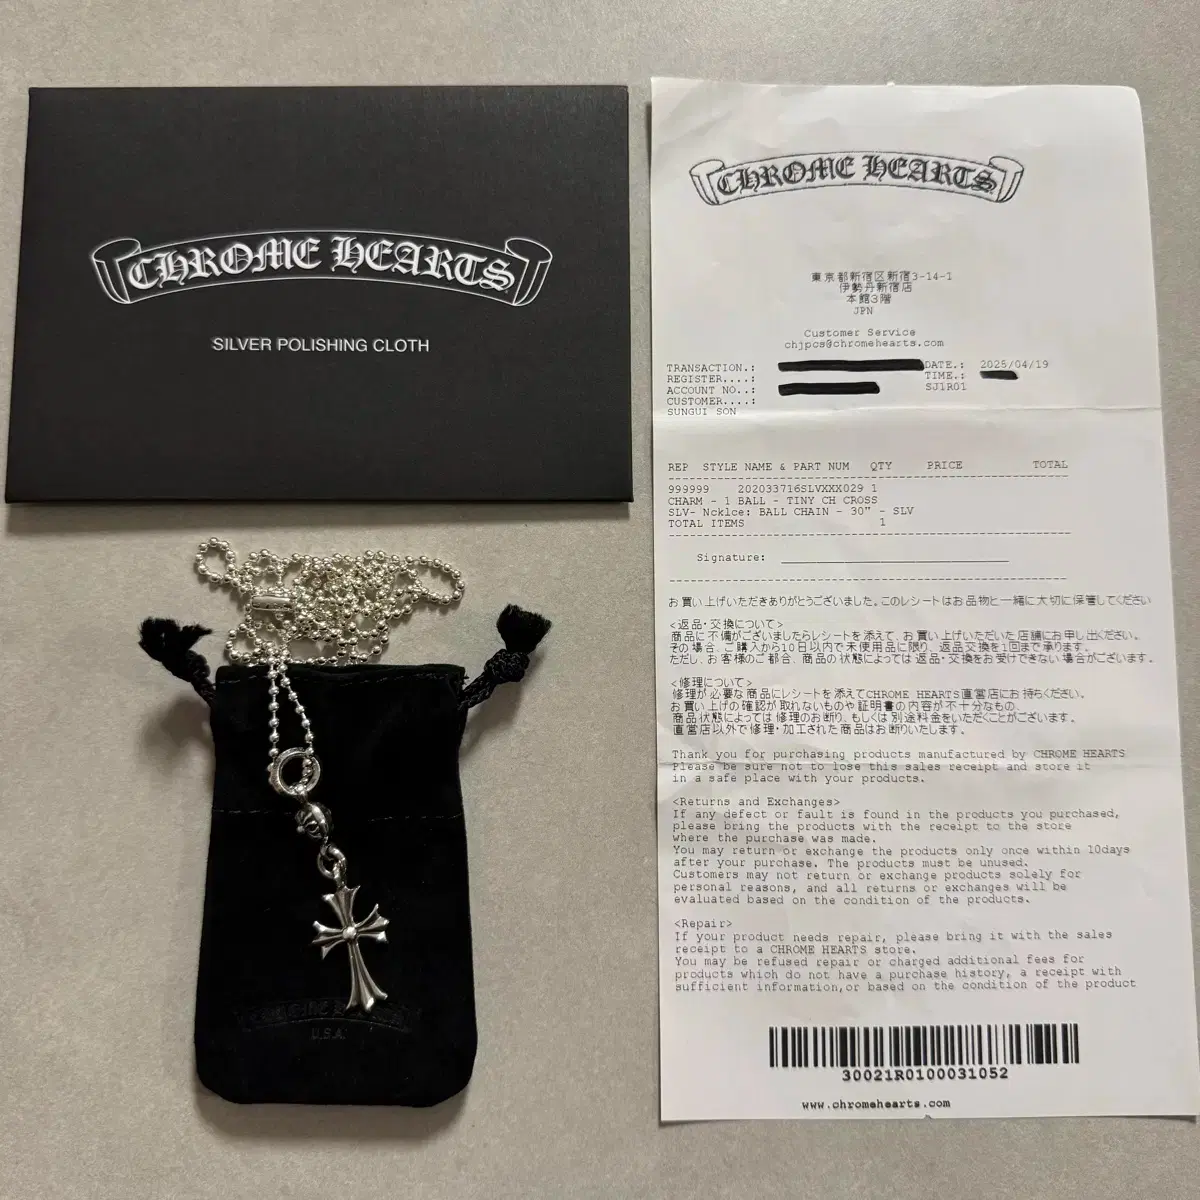 CHROME HEARTS
SILVER POLISHING CLOTH
CHROME HEARTS
U.S.A.
CHROME HEARTS
東京都新宿区新宿3-14-1
伊勢丹新宿店
本館3階
JPN
Customer Service
chjpcs@chromehearts.com
TRANSACTION.:
DATE.: 2025/04/19
REGISTER....:
TIME.:
ACCOUNT NO..:
SJ1R01
CUSTOMER....:
SUNGUI SON
REP STYLE NAME & PART NUM QTY PRICE TOTAL
999999 202033716SLVXXX029 1
CHARM - 1 BALL - TINY CH CROSS
SLV- Ncklce: BALL CHAIN - 30" - SLV
TOTAL ITEMS 1
Signature:
お買い上げいただきありがとうございました。このレシートはお品物と一緒に大切に保管してください
<返品・交換について>
商品に不備がございましたらレシートを添えて、お買い上げいただいた店舗にお申し出ください。
その場合、ご購入から10日以内で未使用品に限り、返品交換を1回まで承ります。
ただし、お客様のご都合、商品の状態によっては返品・交換をお受けできない場合がございます。
<修理について>
修理が必要な商品にレシートを添えてCHROME HEARTS直営店にお持ちください。
お買い上げの確認が取れないものや証明書の内容が不十分なもの、
商品状態によっては修理のお断り、もしくは別途料金をいただくことがございます。
直営店以外で修理・加工された商品はお断りいたします。
Thank you for purchasing products manufactured by CHROME HEARTS
Please be sure not to lose this sales receipt and store it
in a safe place with your products.
<Returns and Exchanges>
If any defect or fault is found in the products you purchased,
please bring the products with the receipt to the store
where the purchase was made.
You may return or exchange the products only once within 10days
after your purchase. The products must be unused.
Customers may not return or exchange products solely for
personal reasons, and all returns or exchanges will be
evaluated based on the condition of the products.
<Repair>
If your product needs repair, please bring it with the sales
receipt to a CHROME HEARTS store.
You may be refused repair or charged additional fees for
products which do not have a purchase history, a receipt with
sufficient information,or based on the condition of the product
30021R0100031052
www.chromehearts.com